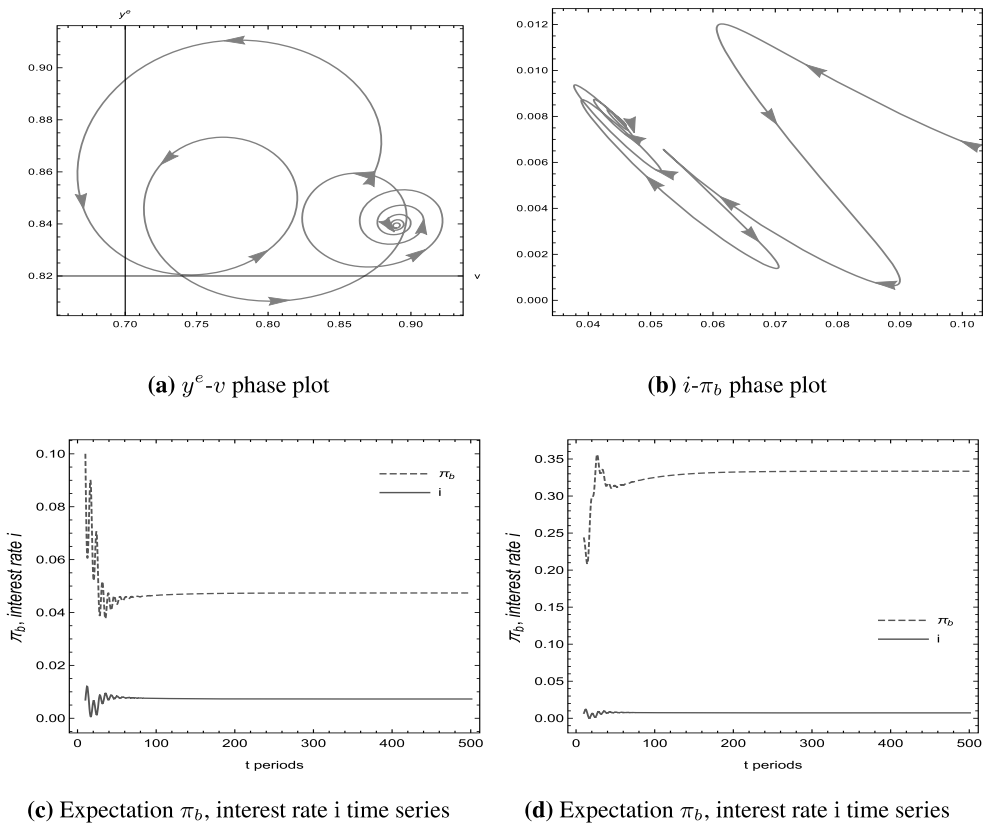 yᵉ
0.90
0.88
0.86
0.84
0.82
v
0.70 0.75 0.80 0.85 0.90
(a) yᵉ-v phase plot
0.012
0.010
0.008
0.006
0.004
0.002
0.000
0.04 0.05 0.06 0.07 0.08 0.09 0.10
(b) i-π_b phase plot
0.10
0.08
0.06
0.04
0.02
0.00
π_b, interest rate i
π_b
i
0 100 200 300 400 500
t periods
(c) Expectation π_b, interest rate i time series
0.35
0.30
0.25
0.20
0.15
0.10
0.05
0.00
π_b, interest rate i
π_b
i
0 100 200 300 400 500
t periods
(d) Expectation π_b, interest rate i time series